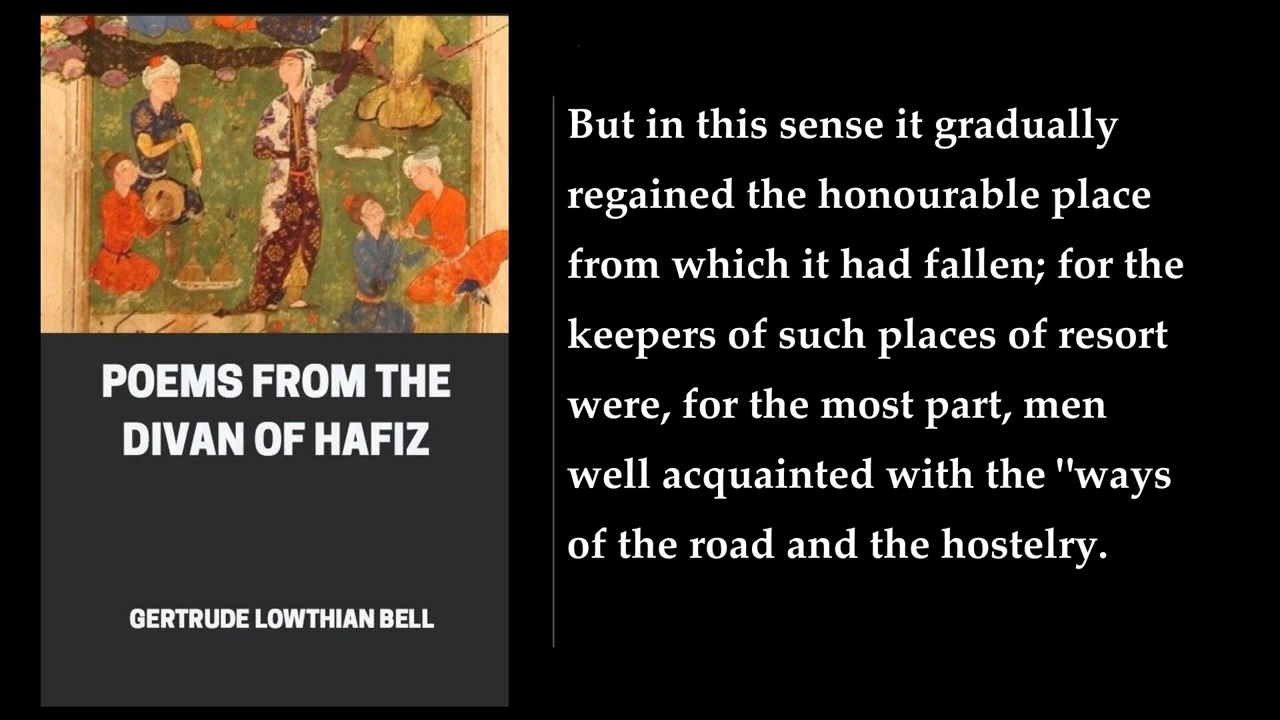 POEMS FROM THE
DIVAN OF HAFIZ
GERTRUDE LOWTHIAN BELL
But in this sense it gradually
regained the honourable place
from which it had fallen; for the
keepers of such places of resort
were, for the most part, men
well acquainted with the "ways
of the road and the hostelry.